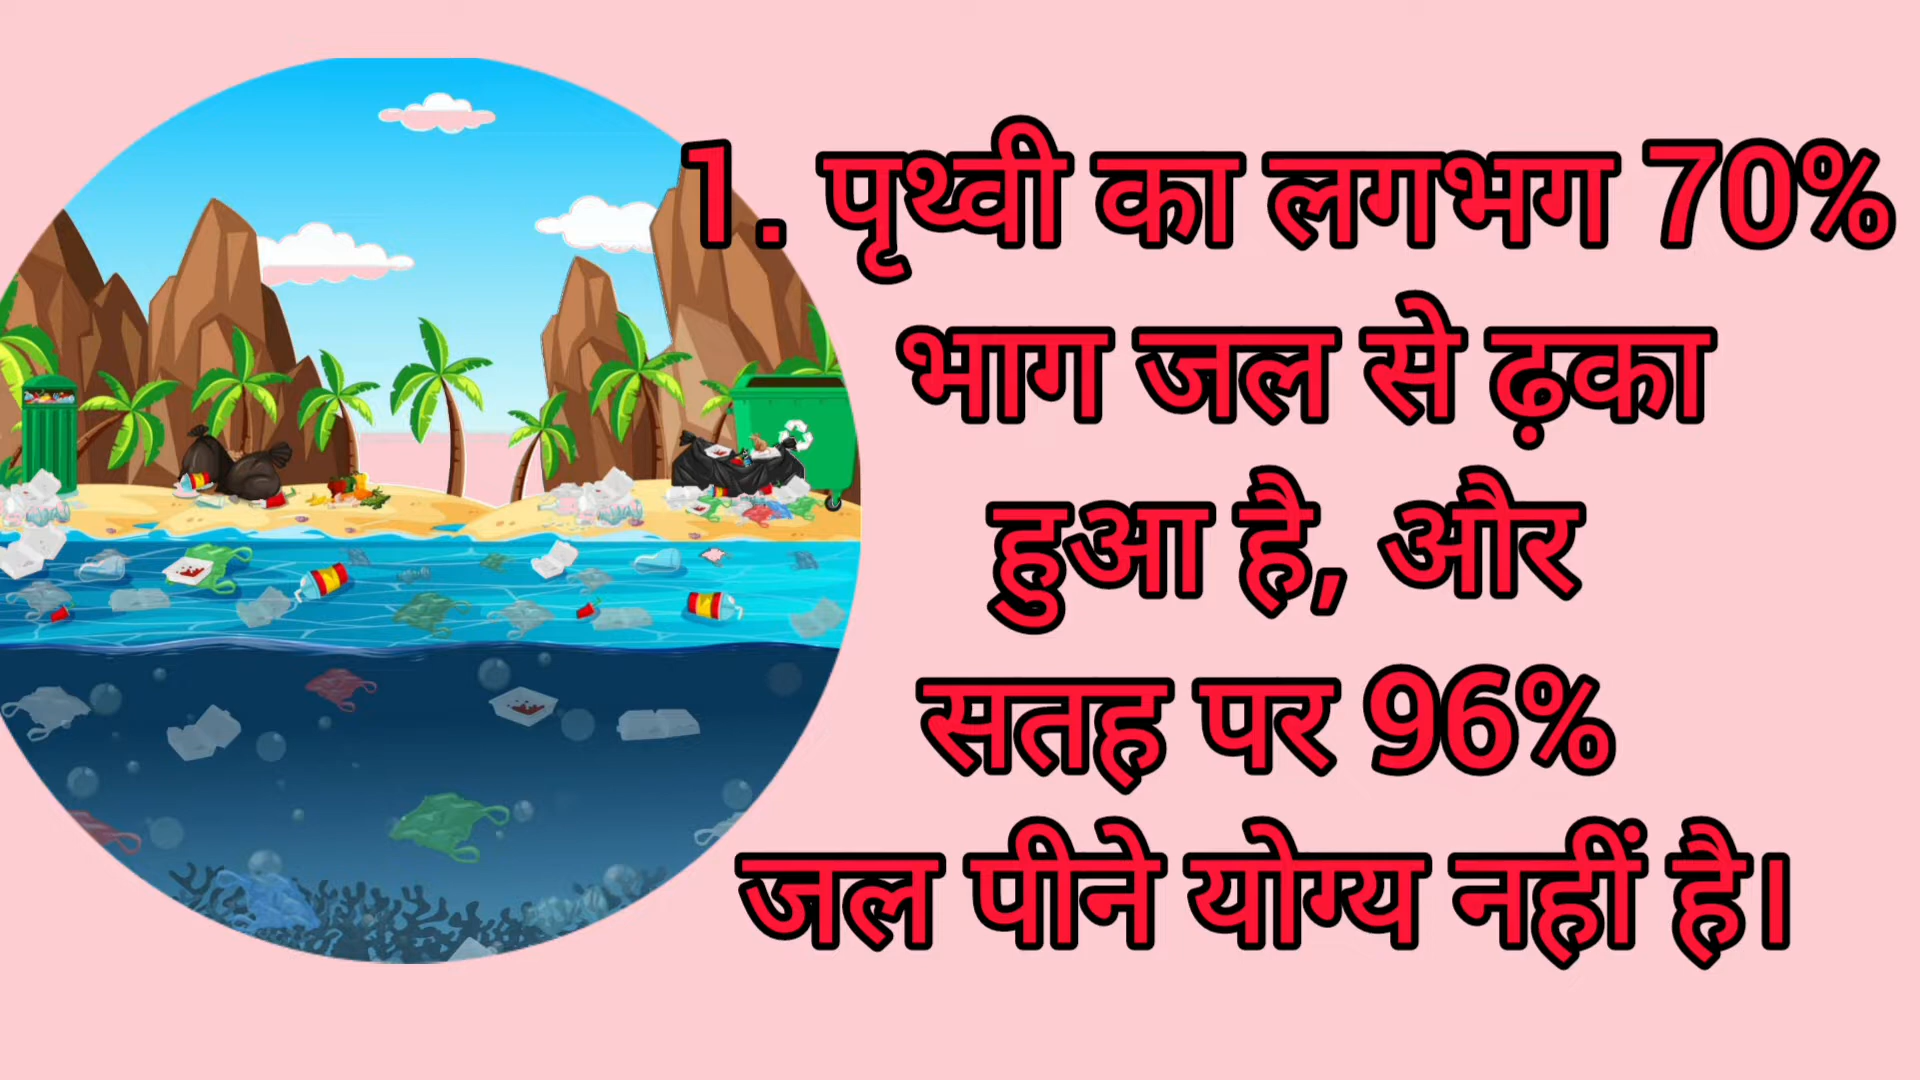 1. पृथ्वी का लगभग 70%
भाग जल से ढ़का
हुआ है, और
सतह पर 96%
जल पीने योग्य नहीं है।